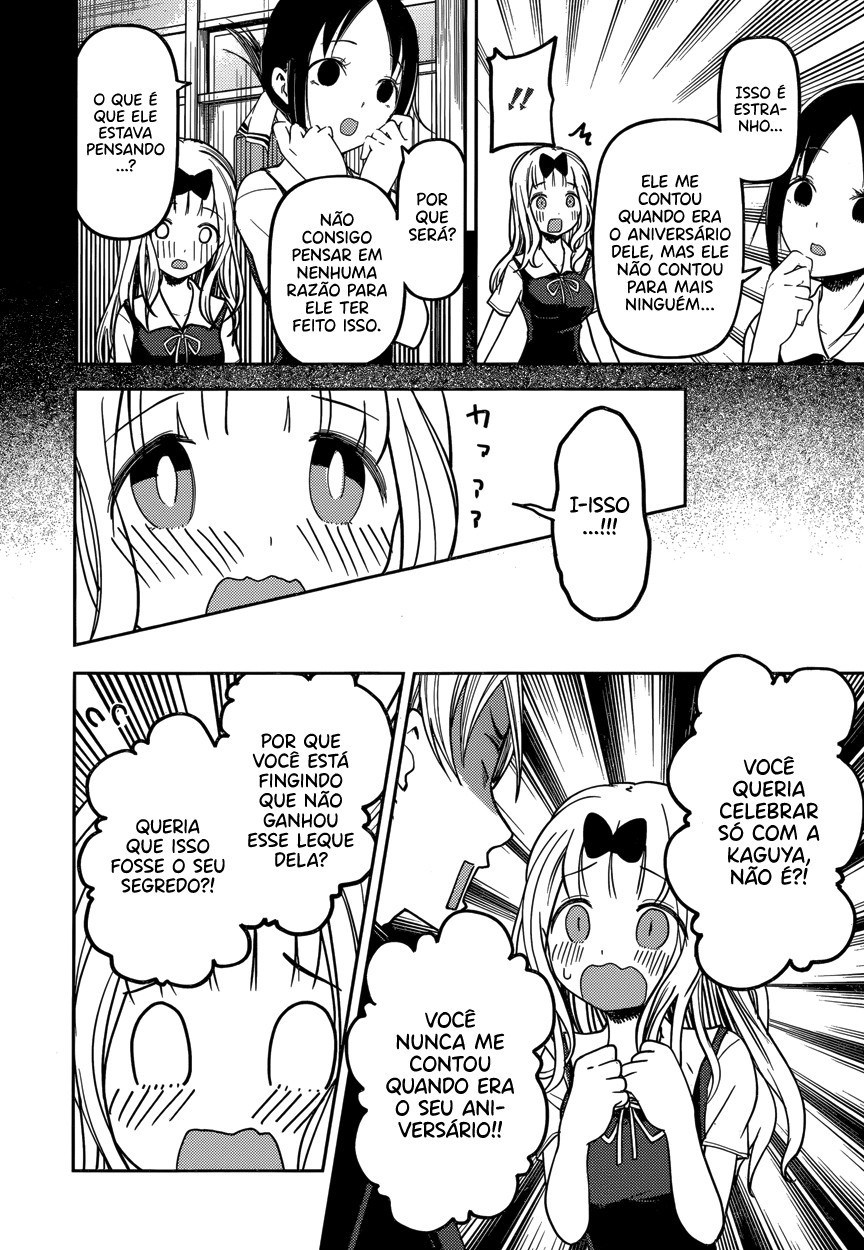 ISSO
É
ESTRA-
NHO...
ELE ME
CONTOU
QUANDO ERA
O ANIVERSÁRIO
DELE, MAS ELE
NÃO CONTOU
PARA MAIS
NINGUÉM...
!!
POR
QUE
SERÁ?
NÃO
CONSIGO
PENSAR EM
NENHUMA
RAZÃO PARA
ELE TER
FEITO ISSO.
O QUE É
QUE ELE
ESTAVA
PENSANDO
...?
I-ISSO
...!!!
カァァァ
VOCÊ
QUERIA
CELEBRAR
SÓ COM A
KAGUYA,
NÃO É?!
VOCÊ
NUNCA ME
CONTOU
QUANDO ERA
O SEU ANI-
VERSÁRIO!!
POR QUE
VOCÊ ESTÁ
FINGINDO
QUE NÃO
GANHOU
ESSE LEQUE
DELA?
QUERIA
QUE ISSO
FOSSE O SEU
SEGREDO?!